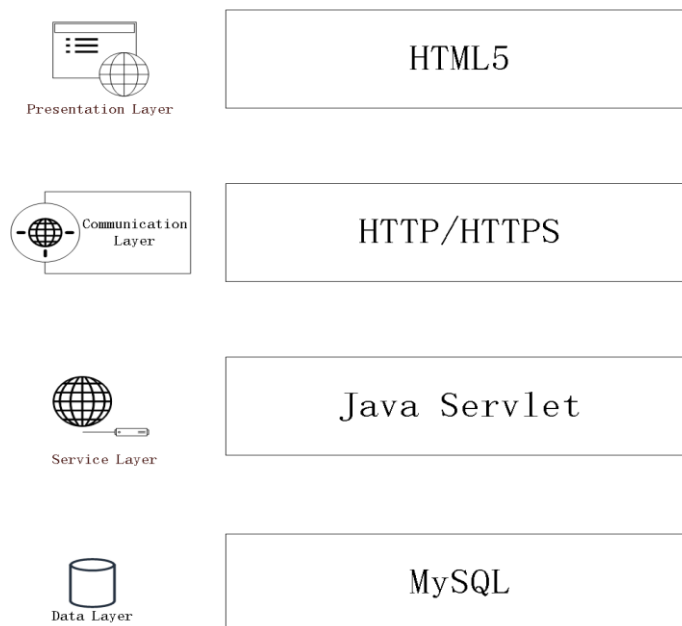 HTML5
Presentation Layer
HTTP/HTTPS
Communication
Layer
Java Servlet
Service Layer
MySQL
Data Layer